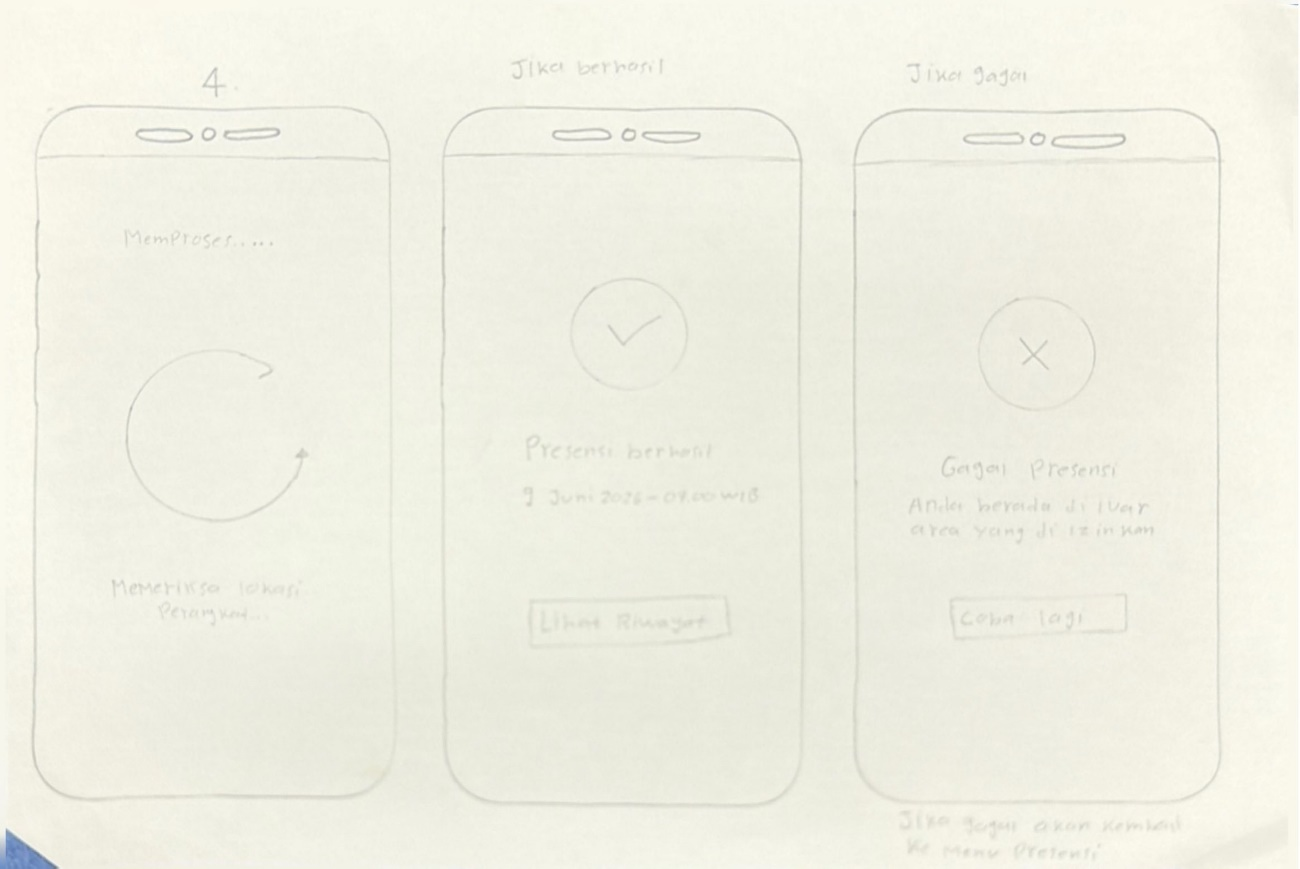 4.
Memproses.....
Memeriksa lokasi
Perangkat...
Jika berhasil
Presensi berhasil
9 Juni 2026 - 07.00 WIB
Lihat Riwayat
Jika gagal
Gagal Presensi
Anda berada di luar
area yang di izinkan
Coba lagi
Jika gagal akan kembali
ke menu Presensi